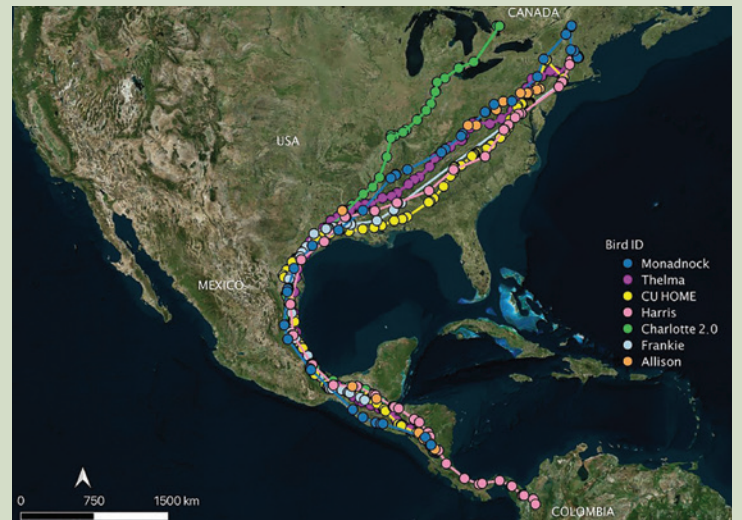 CANADA
USA
MEXICO
Bird ID
Monadnock
Thelma
CU HOME
Harris
Charlotte 2.0
Frankie
Allison
0 750 1500 km
COLOMBIA